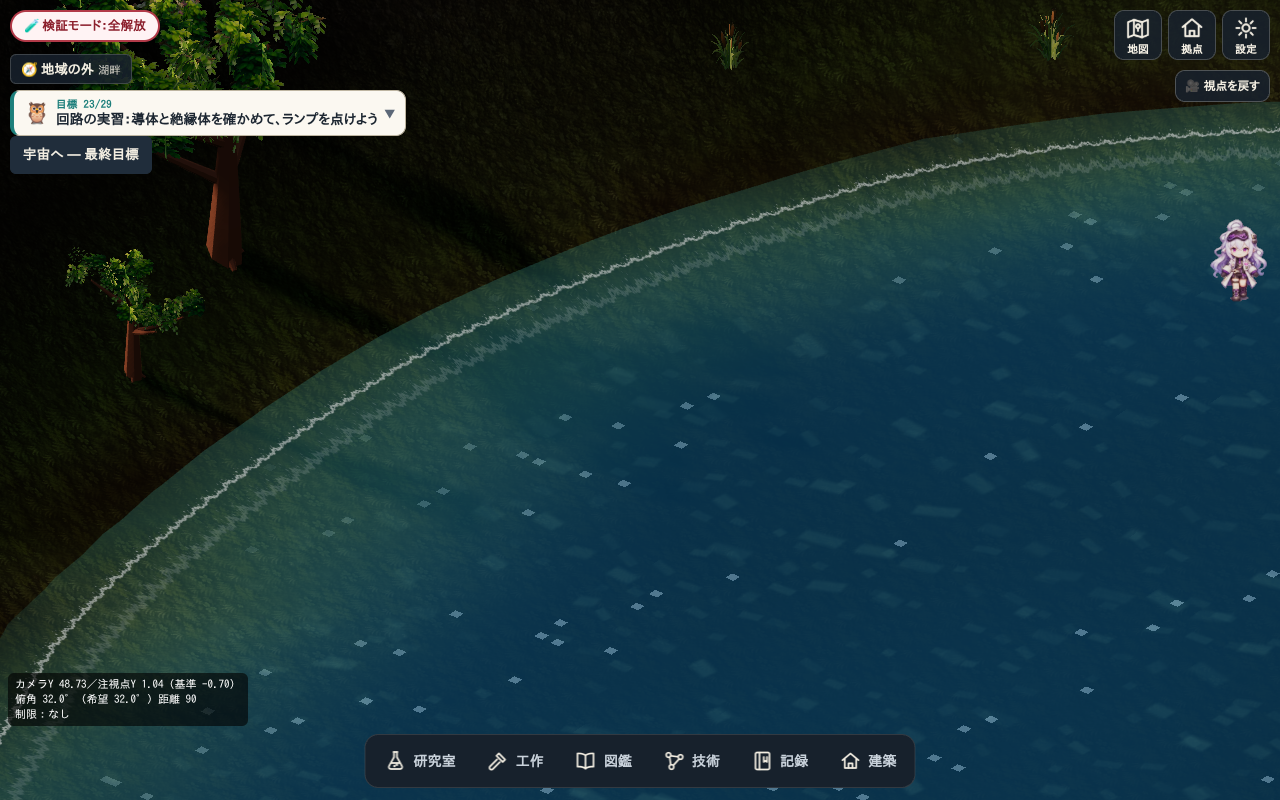 検証モード:全解放
地域の外 湖畔
目標 23/29
回路の実習:導体と絶縁体を確かめて、ランプを点けよう
宇宙へ — 最終目標
地図
拠点
設定
視点を戻す
カメラY 48.73/注視点Y 1.04 (基準 -0.70)
俯角 32.0° (希望 32.0°) 距離 90
制限:なし
研究室
工作
図鑑
技術
記録
建築